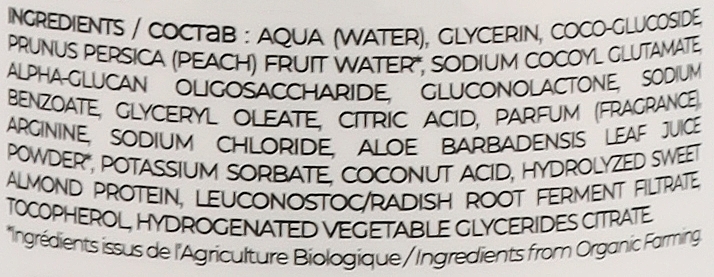 INGREDIENTS / СОСТаВ : AQUA (WATER), GLYCERIN, COCO-GLUCOSIDE,
PRUNUS PERSICA (PEACH) FRUIT WATER*, SODIUM COCOYL GLUTAMATE,
ALPHA-GLUCAN OLIGOSACCHARIDE, GLUCONOLACTONE, SODIUM
BENZOATE, GLYCERYL OLEATE, CITRIC ACID, PARFUM (FRAGRANCE),
ARGININE, SODIUM CHLORIDE, ALOE BARBADENSIS LEAF JUICE
POWDER*, POTASSIUM SORBATE, COCONUT ACID, HYDROLYZED SWEET
ALMOND PROTEIN, LEUCONOSTOC/RADISH ROOT FERMENT FILTRATE,
TOCOPHEROL, HYDROGENATED VEGETABLE GLYCERIDES CITRATE
*Ingrédients issus de l'Agriculture Biologique / Ingredients from Organic Farming